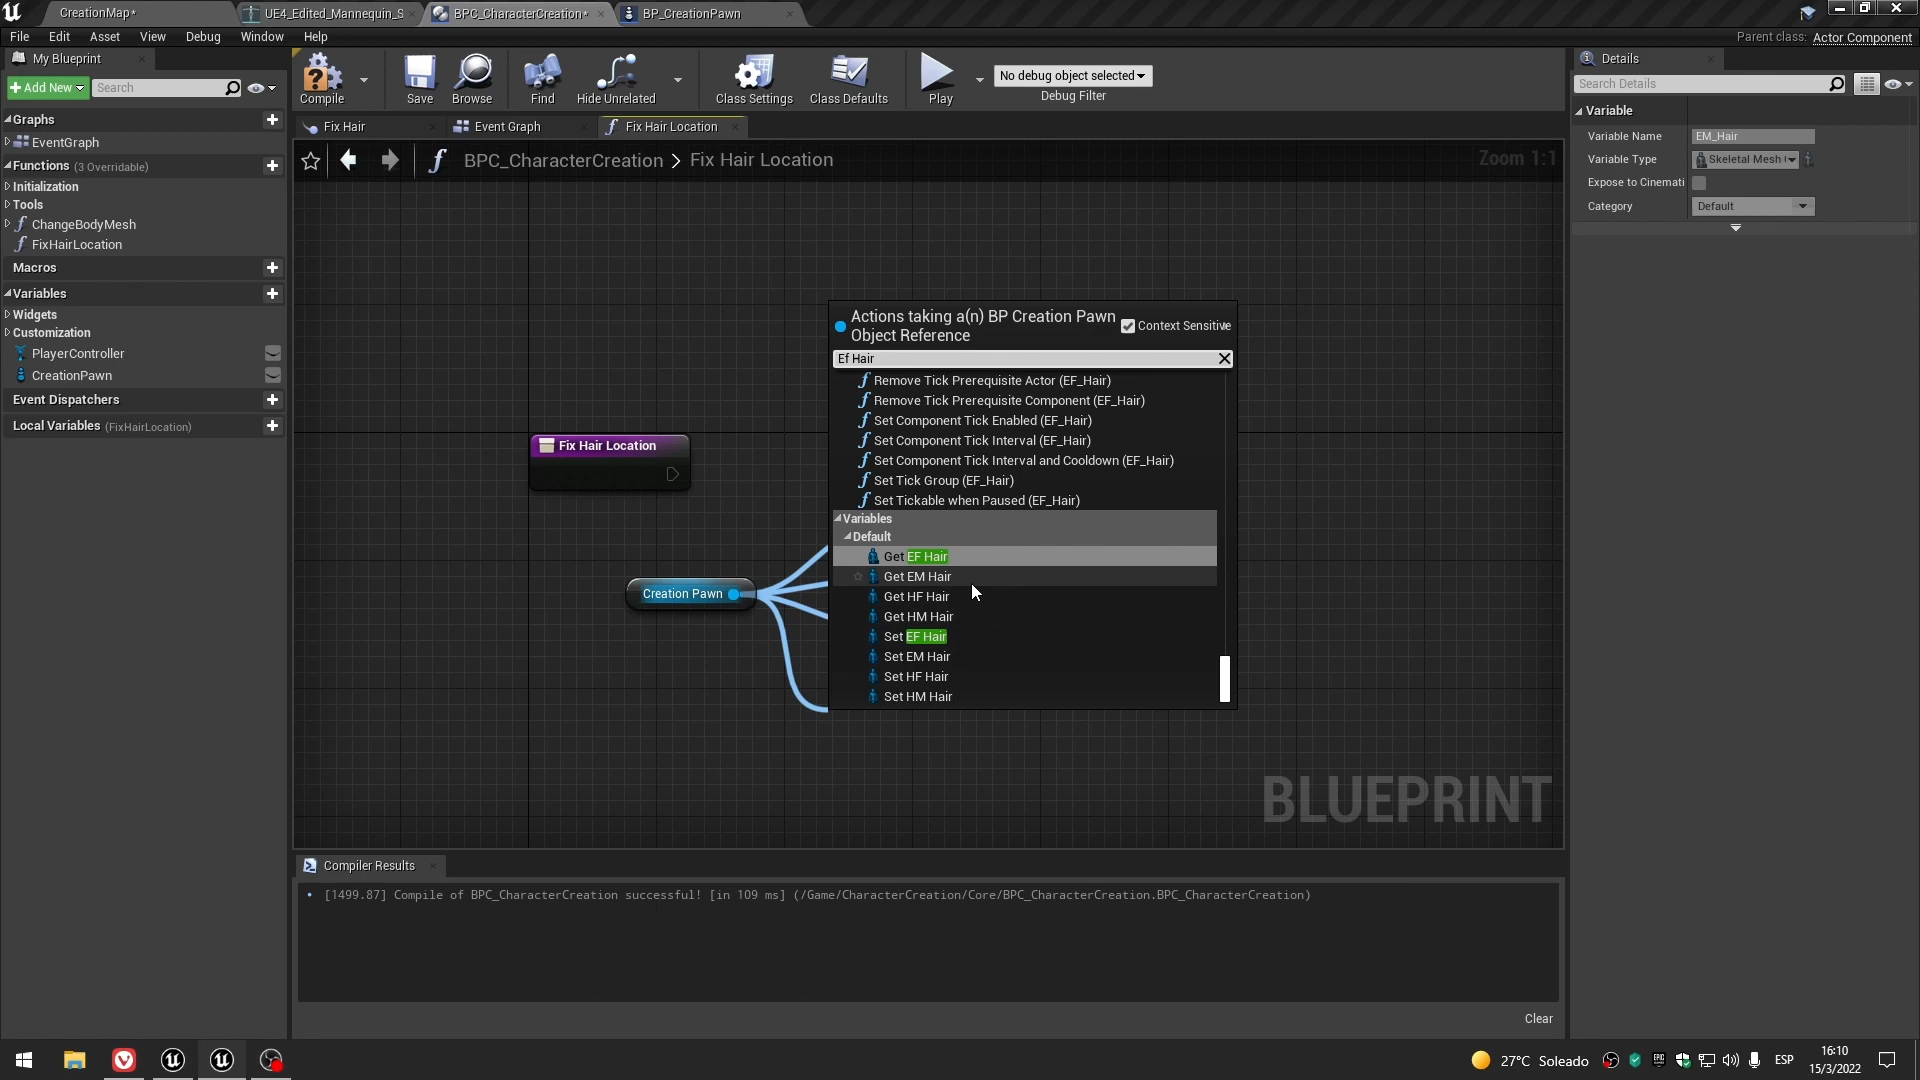 CreationMap*
UE4_Edited_Mannequin_S
BPC_CharacterCreation*
BP_CreationPawn
File Edit Asset View Debug Window Help
Parent class: Actor Component
My Blueprint
Add New
Search
Graphs
EventGraph
Functions (3 Overridable)
Initialization
Tools
ChangeBodyMesh
FixHairLocation
Macros
Variables
Widgets
Customization
PlayerController
CreationPawn
Event Dispatchers
Local Variables (FixHairLocation)
Compile
Save
Browse
Find
Hide Unrelated
Class Settings
Class Defaults
Play
No debug object selected
Debug Filter
Fix Hair
Event Graph
Fix Hair Location
BPC_CharacterCreation > Fix Hair Location
Zoom 1:1
Fix Hair Location
Creation Pawn
Actions taking a(n) BP Creation Pawn
Object Reference
Context Sensitive
Ef Hair
Remove Tick Prerequisite Actor (EF_Hair)
Remove Tick Prerequisite Component (EF_Hair)
Set Component Tick Enabled (EF_Hair)
Set Component Tick Interval (EF_Hair)
Set Component Tick Interval and Cooldown (EF_Hair)
Set Tick Group (EF_Hair)
Set Tickable when Paused (EF_Hair)
Variables
Default
Get EF Hair
Get EM Hair
Get HF Hair
Get HM Hair
Set EF Hair
Set EM Hair
Set HF Hair
Set HM Hair
BLUEPRINT
Compiler Results
[1499.87] Compile of BPC_CharacterCreation successful! [in 109 ms] (/Game/CharacterCreation/Core/BPC_CharacterCreation.BPC_CharacterCreation)
Clear
Details
Search Details
Variable
Variable Name EM_Hair
Variable Type Skeletal Mesh
Expose to Cinemati
Category Default
27°C Soleado
ESP
16:10
15/3/2022